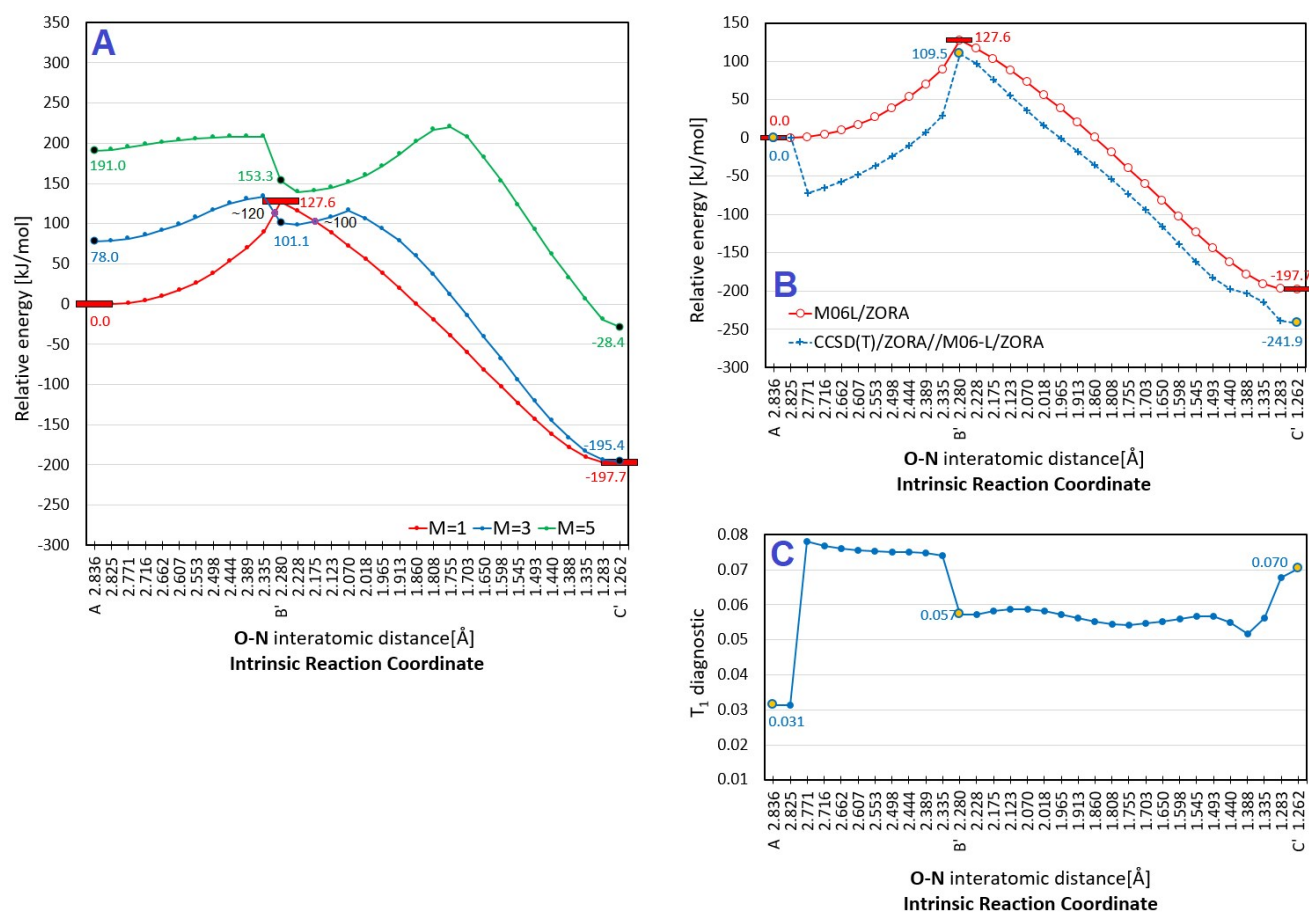 A
Relative energy [kJ/mol]
350
300
250
200
150
100
50
0
-50
-100
-150
-200
-250
-300
191.0
153.3
127.6
~120
~100
101.1
78.0
0.0
-28.4
-195.4
-197.7
M=1 M=3 M=5
A 2.836 2.825 2.771 2.716 2.662 2.607 2.553 2.498 2.444 2.389 2.335 B' 2.280 2.228 2.175 2.123 2.070 2.018 1.965 1.913 1.860 1.808 1.755 1.703 1.650 1.598 1.545 1.493 1.440 1.388 1.335 1.283 C' 1.262
O-N interatomic distance[Å]
Intrinsic Reaction Coordinate
B
Relative energy [kJ/mol]
150
100
50
0
-50
-100
-150
-200
-250
-300
127.6
109.5
0.0
0.0
-197.7
-241.9
M06L/ZORA
CCSD(T)/ZORA//M06-L/ZORA
A 2.836 2.825 2.771 2.716 2.662 2.607 2.553 2.498 2.444 2.389 2.335 B' 2.280 2.228 2.175 2.123 2.070 2.018 1.965 1.913 1.860 1.808 1.755 1.703 1.650 1.598 1.545 1.493 1.440 1.388 1.335 1.283 C' 1.262
O-N interatomic distance[Å]
Intrinsic Reaction Coordinate
C
T1 diagnostic
0.08
0.07
0.06
0.05
0.04
0.03
0.02
0.01
0.031
0.057
0.070
A 2.836 2.825 2.771 2.716 2.662 2.607 2.553 2.498 2.444 2.389 2.335 B' 2.280 2.228 2.175 2.123 2.070 2.018 1.965 1.913 1.860 1.808 1.755 1.703 1.650 1.598 1.545 1.493 1.440 1.388 1.335 1.283 C' 1.262
O-N interatomic distance[Å]
Intrinsic Reaction Coordinate